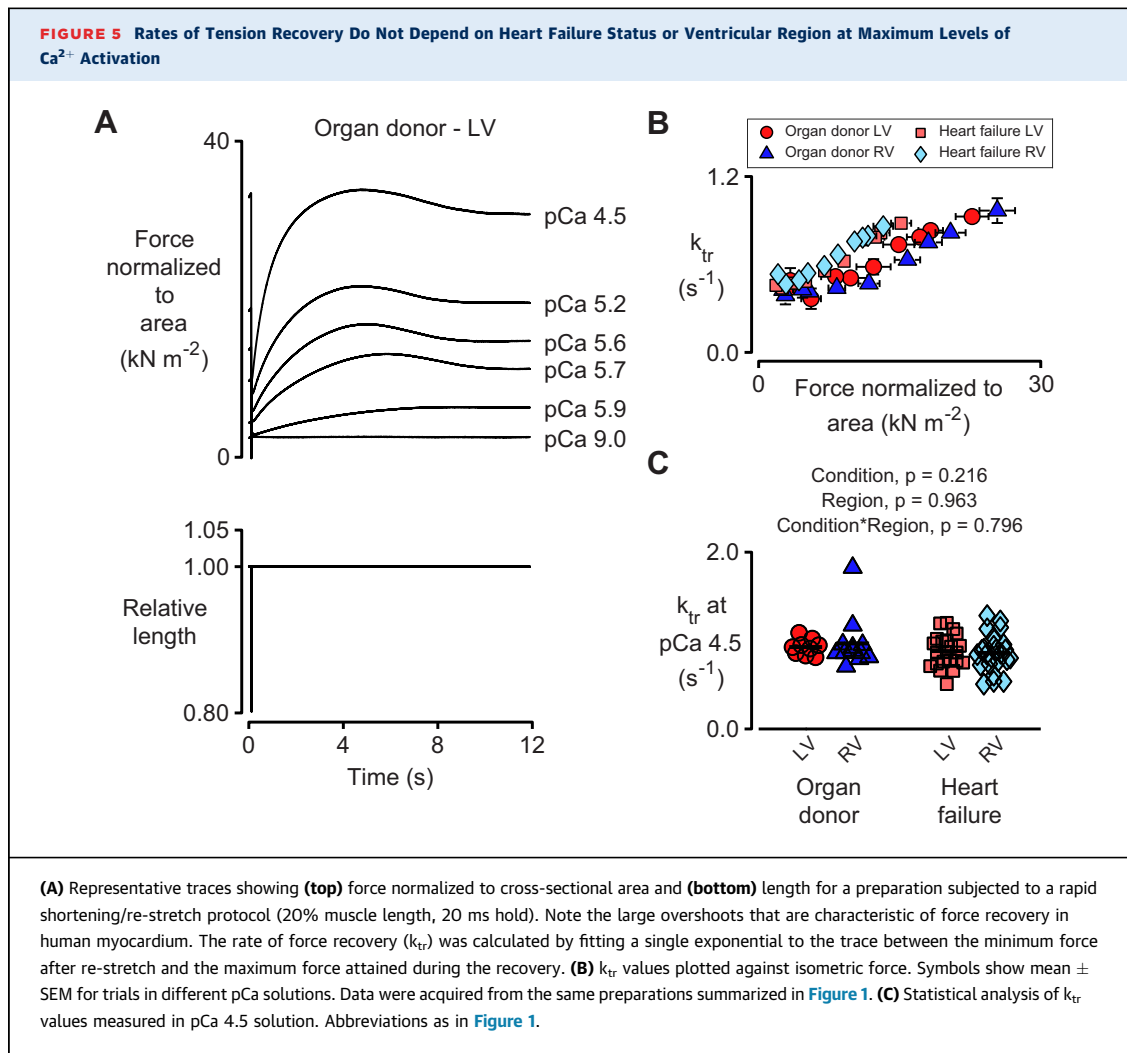 FIGURE 5 Rates of Tension Recovery Do Not Depend on Heart Failure Status or Ventricular Region at Maximum Levels of
Ca²⁺ Activation
A
Organ donor - LV
40
Force
normalized
to
area
(kN m⁻²)
0
pCa 4.5
pCa 5.2
pCa 5.6
pCa 5.7
pCa 5.9
pCa 9.0
1.05
1.00
Relative
length
0.80
0 4 8 12
Time (s)
B
Organ donor LV Heart failure LV
Organ donor RV Heart failure RV
1.2
kₜᵣ
(s⁻¹)
0.0
0 30
Force normalized to
area (kN m⁻²)
C
Condition, p = 0.216
Region, p = 0.963
Condition*Region, p = 0.796
2.0
kₜᵣ at
pCa 4.5
(s⁻¹)
0.0
LV RV LV RV
Organ donor
Heart failure
(A) Representative traces showing (top) force normalized to cross-sectional area and (bottom) length for a preparation subjected to a rapid
shortening/re-stretch protocol (20% muscle length, 20 ms hold). Note the large overshoots that are characteristic of force recovery in
human myocardium. The rate of force recovery (kₜᵣ) was calculated by fitting a single exponential to the trace between the minimum force
after re-stretch and the maximum force attained during the recovery. (B) kₜᵣ values plotted against isometric force. Symbols show mean ±
SEM for trials in different pCa solutions. Data were acquired from the same preparations summarized in Figure 1. (C) Statistical analysis of kₜᵣ
values measured in pCa 4.5 solution. Abbreviations as in Figure 1.